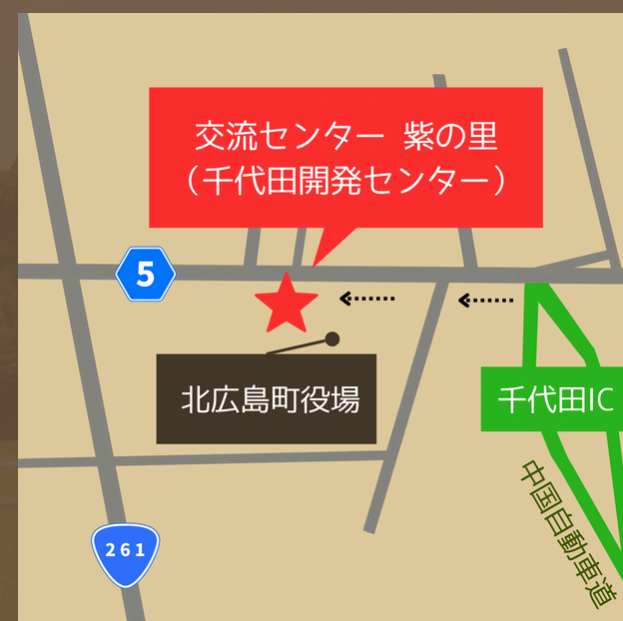 交流センター 紫の里
（千代田開発センター）
5
北広島町役場
千代田IC
中国自動車道
261